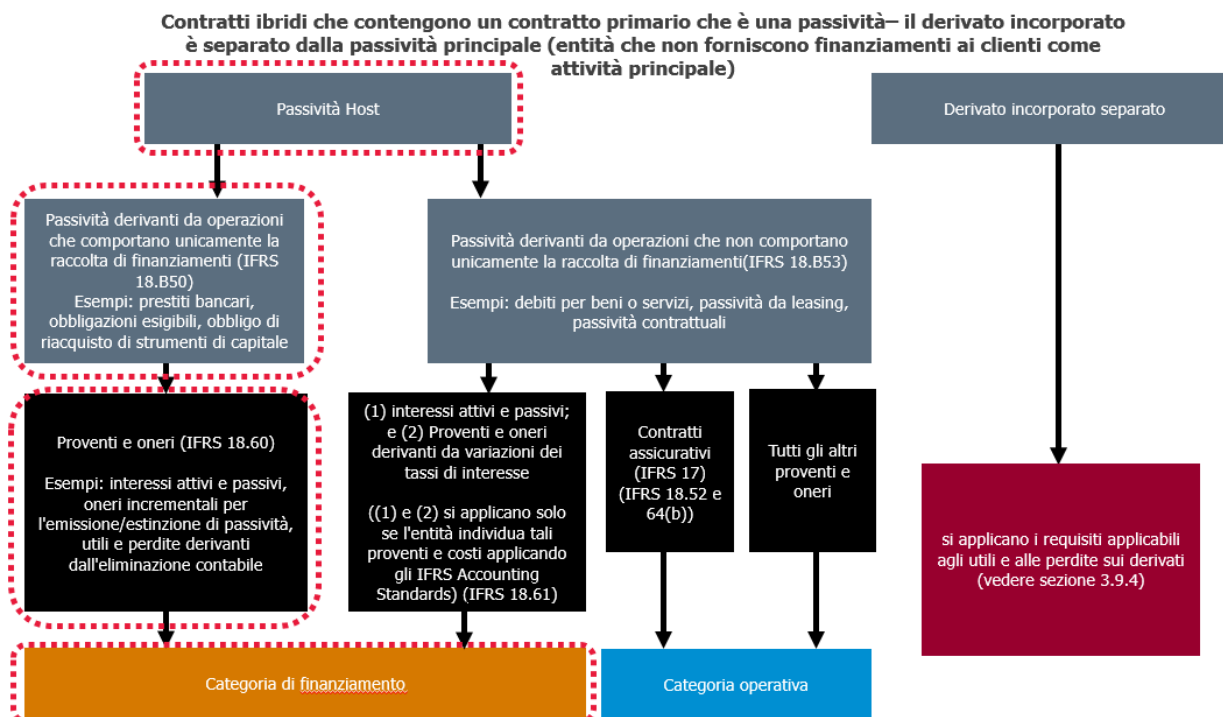 Contratti ibridi che contengono un contratto primario che è una passività– il derivato incorporato
è separato dalla passività principale (entità che non forniscono finanziamenti ai clienti come
attività principale)
Passività Host
Derivato incorporato separato
Passività derivanti da operazioni
che comportano unicamente la
raccolta di finanziamenti (IFRS
18.B50)
Esempi: prestiti bancari,
obbligazioni esigibili, obbligo di
riacquisto di strumenti di capitale
Passività derivanti da operazioni che non comportano
unicamente la raccolta di finanziamenti(IFRS 18.B53)
Esempi: debiti per beni o servizi, passività da leasing,
passività contrattuali
Proventi e oneri (IFRS 18.60)
Esempi: interessi attivi e passivi,
oneri incrementali per
l'emissione/estinzione di passività,
utili e perdite derivanti
dall'eliminazione contabile
(1) interessi attivi e passivi;
e (2) Proventi e oneri
derivanti da variazioni dei
tassi di interesse
((1) e (2) si applicano solo
se l'entità individua tali
proventi e costi applicando
gli IFRS Accounting
Standards) (IFRS 18.61)
Contratti
assicurativi
(IFRS 17)
(IFRS 18.52 e
64(b))
Tutti gli altri
proventi e
oneri
si applicano i requisiti applicabili
agli utili e alle perdite sui derivati
(vedere sezione 3.9.4)
Categoria di finanziamento
Categoria operativa